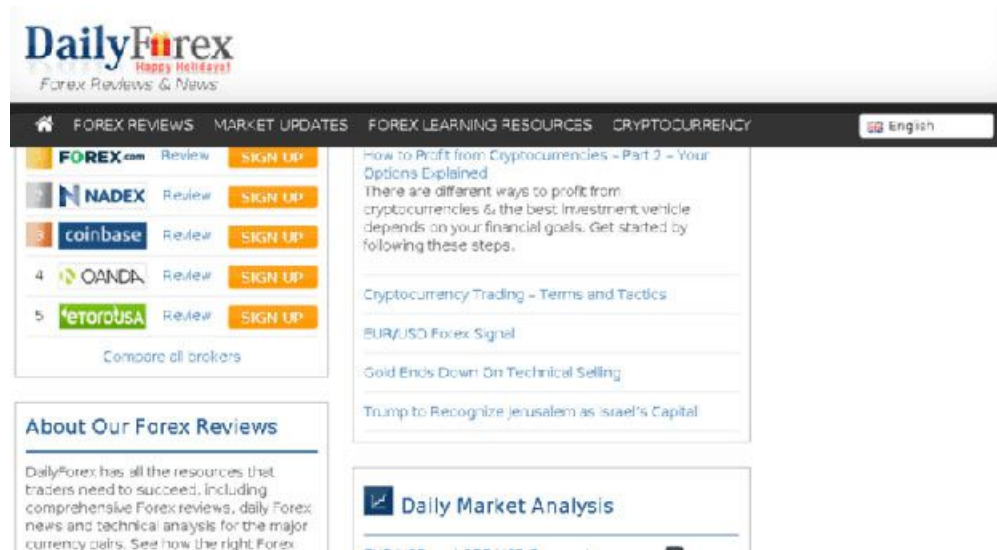 DailyForex
Happy Holidays!
Forex Reviews & News
FOREX REVIEWS MARKET UPDATES FOREX LEARNING RESOURCES CRYPTOCURRENCY English
FOREX.com Review SIGN UP
2 NADEX Review SIGN UP
3 coinbase Review SIGN UP
4 OANDA Review SIGN UP
5 eToroUSA Review SIGN UP
Compare all brokers
About Our Forex Reviews
DailyForex has all the resources that
traders need to succeed, including
comprehensive Forex reviews, daily Forex
news and technical analysis for the major
currency pairs. See how the right Forex
How to Profit from Cryptocurrencies – Part 2 – Your
Options Explained
There are different ways to profit from
cryptocurrencies & the best investment vehicle
depends on your financial goals. Get started by
following these steps.
Cryptocurrency Trading – Terms and Tactics
EUR/USD Forex Signal
Gold Ends Down On Technical Selling
Trump to Recognize Jerusalem as Israel's Capital
Daily Market Analysis